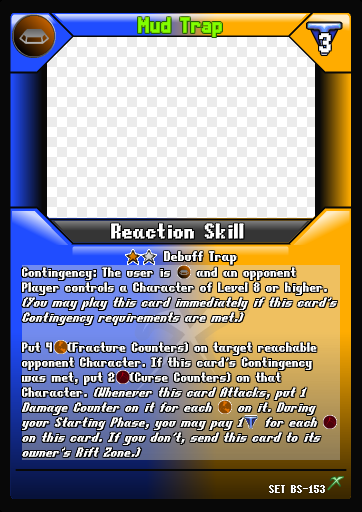 Mud Trap
3
Reaction Skill
Debuff Trap
Contingency: The user is and an opponent
Player controls a Character of Level 8 or higher.
(You may play this card immediately if this card's
Contingency requirements are met.)
Put 4 (Fracture Counters) on target reachable
opponent Character. If this card's Contingency
was met, put 2 (Curse Counters) on that
Character. (Whenever this card Attacks, put 1
Damage Counter on it for each on it. During
your Starting Phase, you may pay 1 for each
on this card. If you don't, send this card to its
owner's Rift Zone.)
SET BS-153